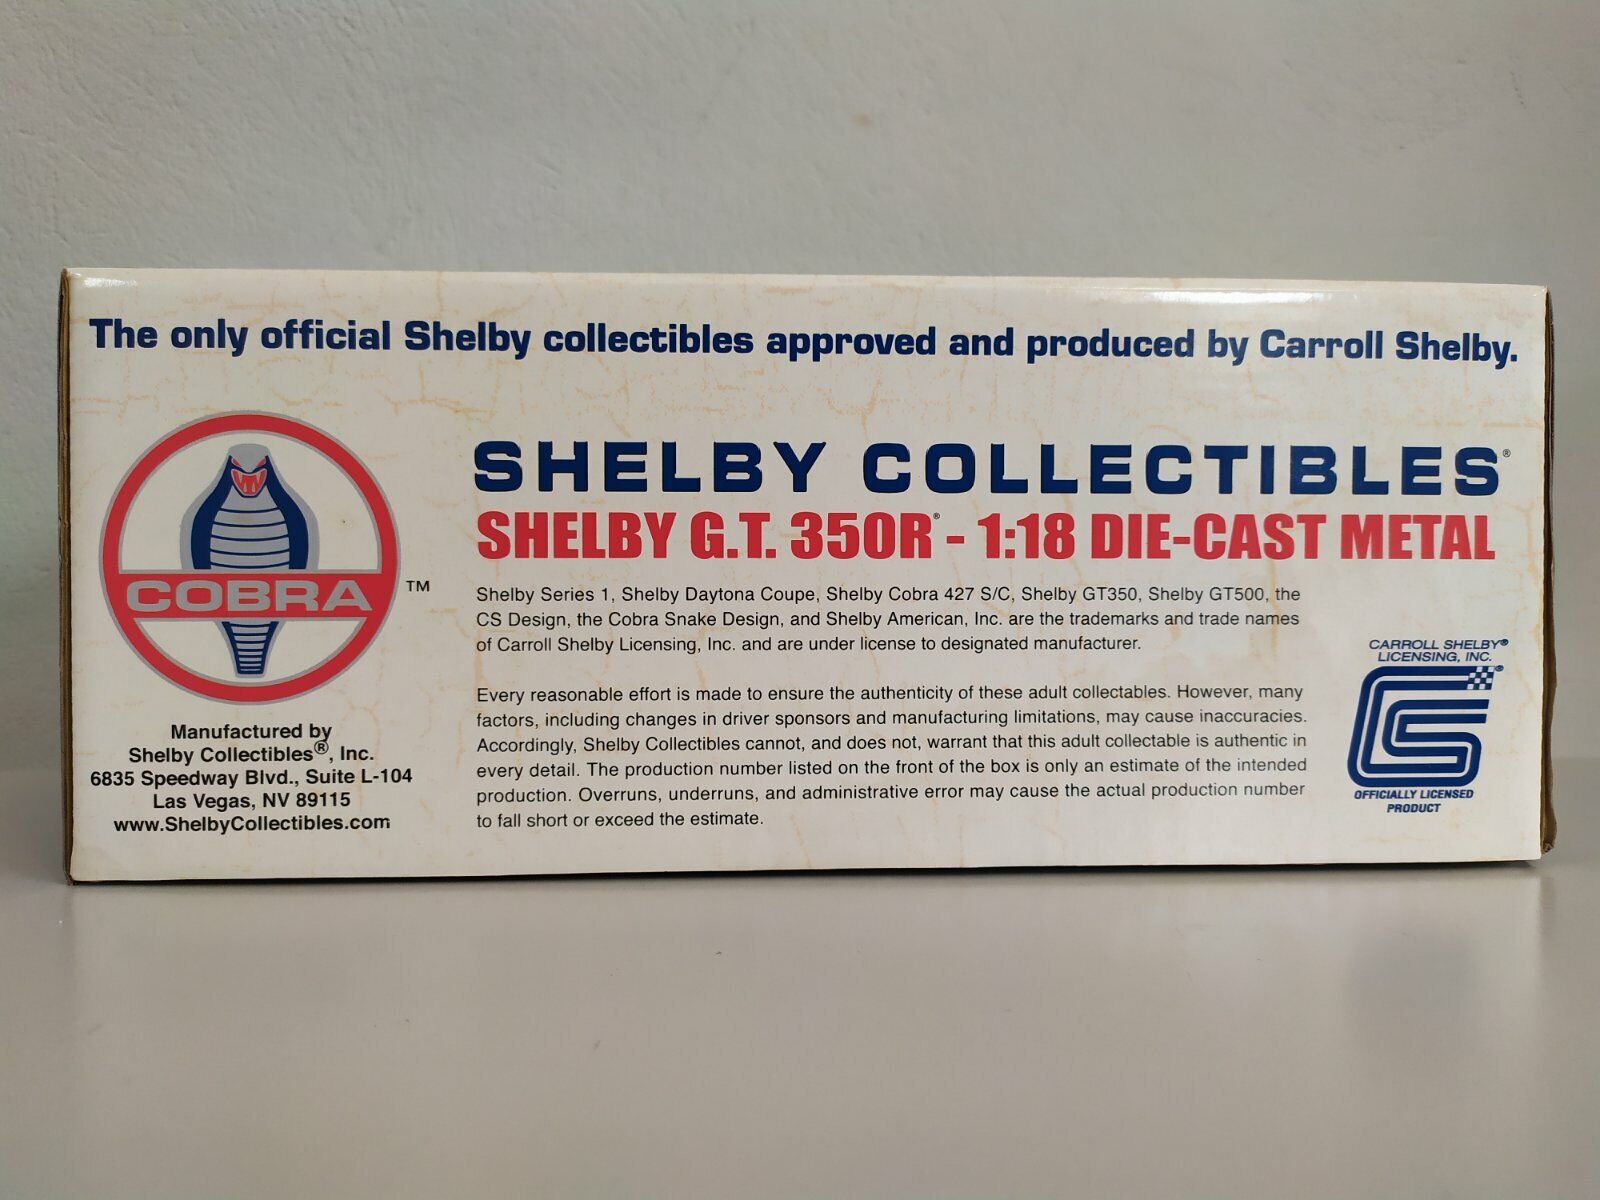 The only official Shelby collectibles approved and produced by Carroll Shelby.
COBRA
™
Manufactured by
Shelby Collectibles®, Inc.
6835 Speedway Blvd., Suite L-104
Las Vegas, NV 89115
www.ShelbyCollectibles.com
SHELBY COLLECTIBLES®
SHELBY G.T. 350R® - 1:18 DIE-CAST METAL
Shelby Series 1, Shelby Daytona Coupe, Shelby Cobra 427 S/C, Shelby GT350, Shelby GT500, the
CS Design, the Cobra Snake Design, and Shelby American, Inc. are the trademarks and trade names
of Carroll Shelby Licensing, Inc. and are under license to designated manufacturer.
Every reasonable effort is made to ensure the authenticity of these adult collectables. However, many
factors, including changes in driver sponsors and manufacturing limitations, may cause inaccuracies.
Accordingly, Shelby Collectibles cannot, and does not, warrant that this adult collectable is authentic in
every detail. The production number listed on the front of the box is only an estimate of the intended
production. Overruns, underruns, and administrative error may cause the actual production number
to fall short or exceed the estimate.
CARROLL SHELBY®
LICENSING, INC.
CS®
OFFICIALLY LICENSED
PRODUCT